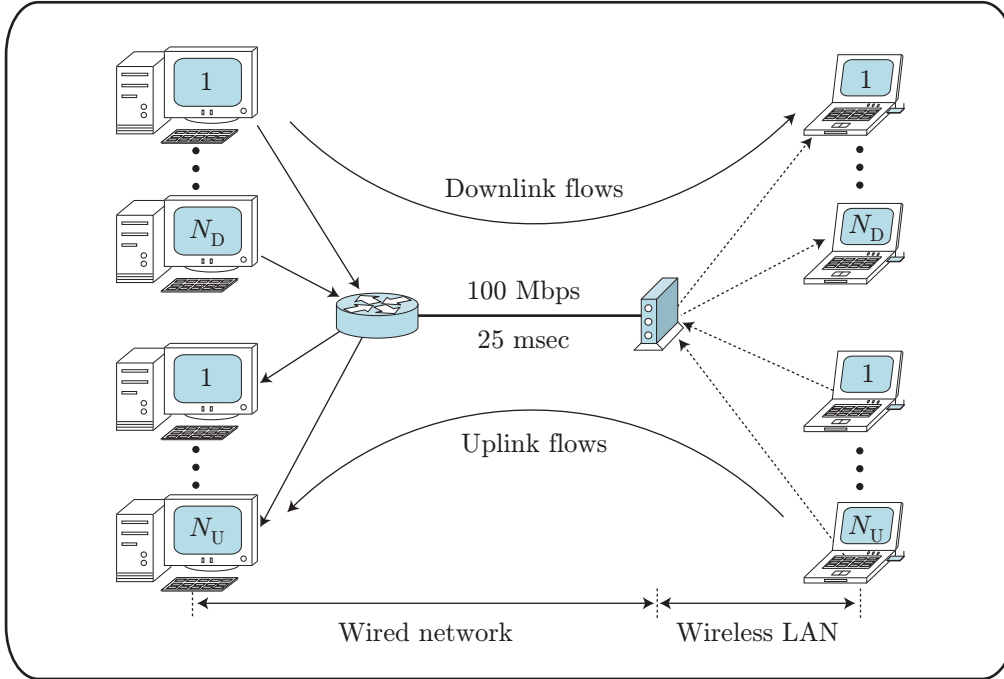 1
1
Downlink flows
N_D
N_D
100 Mbps
25 msec
1
1
Uplink flows
N_U
N_U
Wired network
Wireless LAN